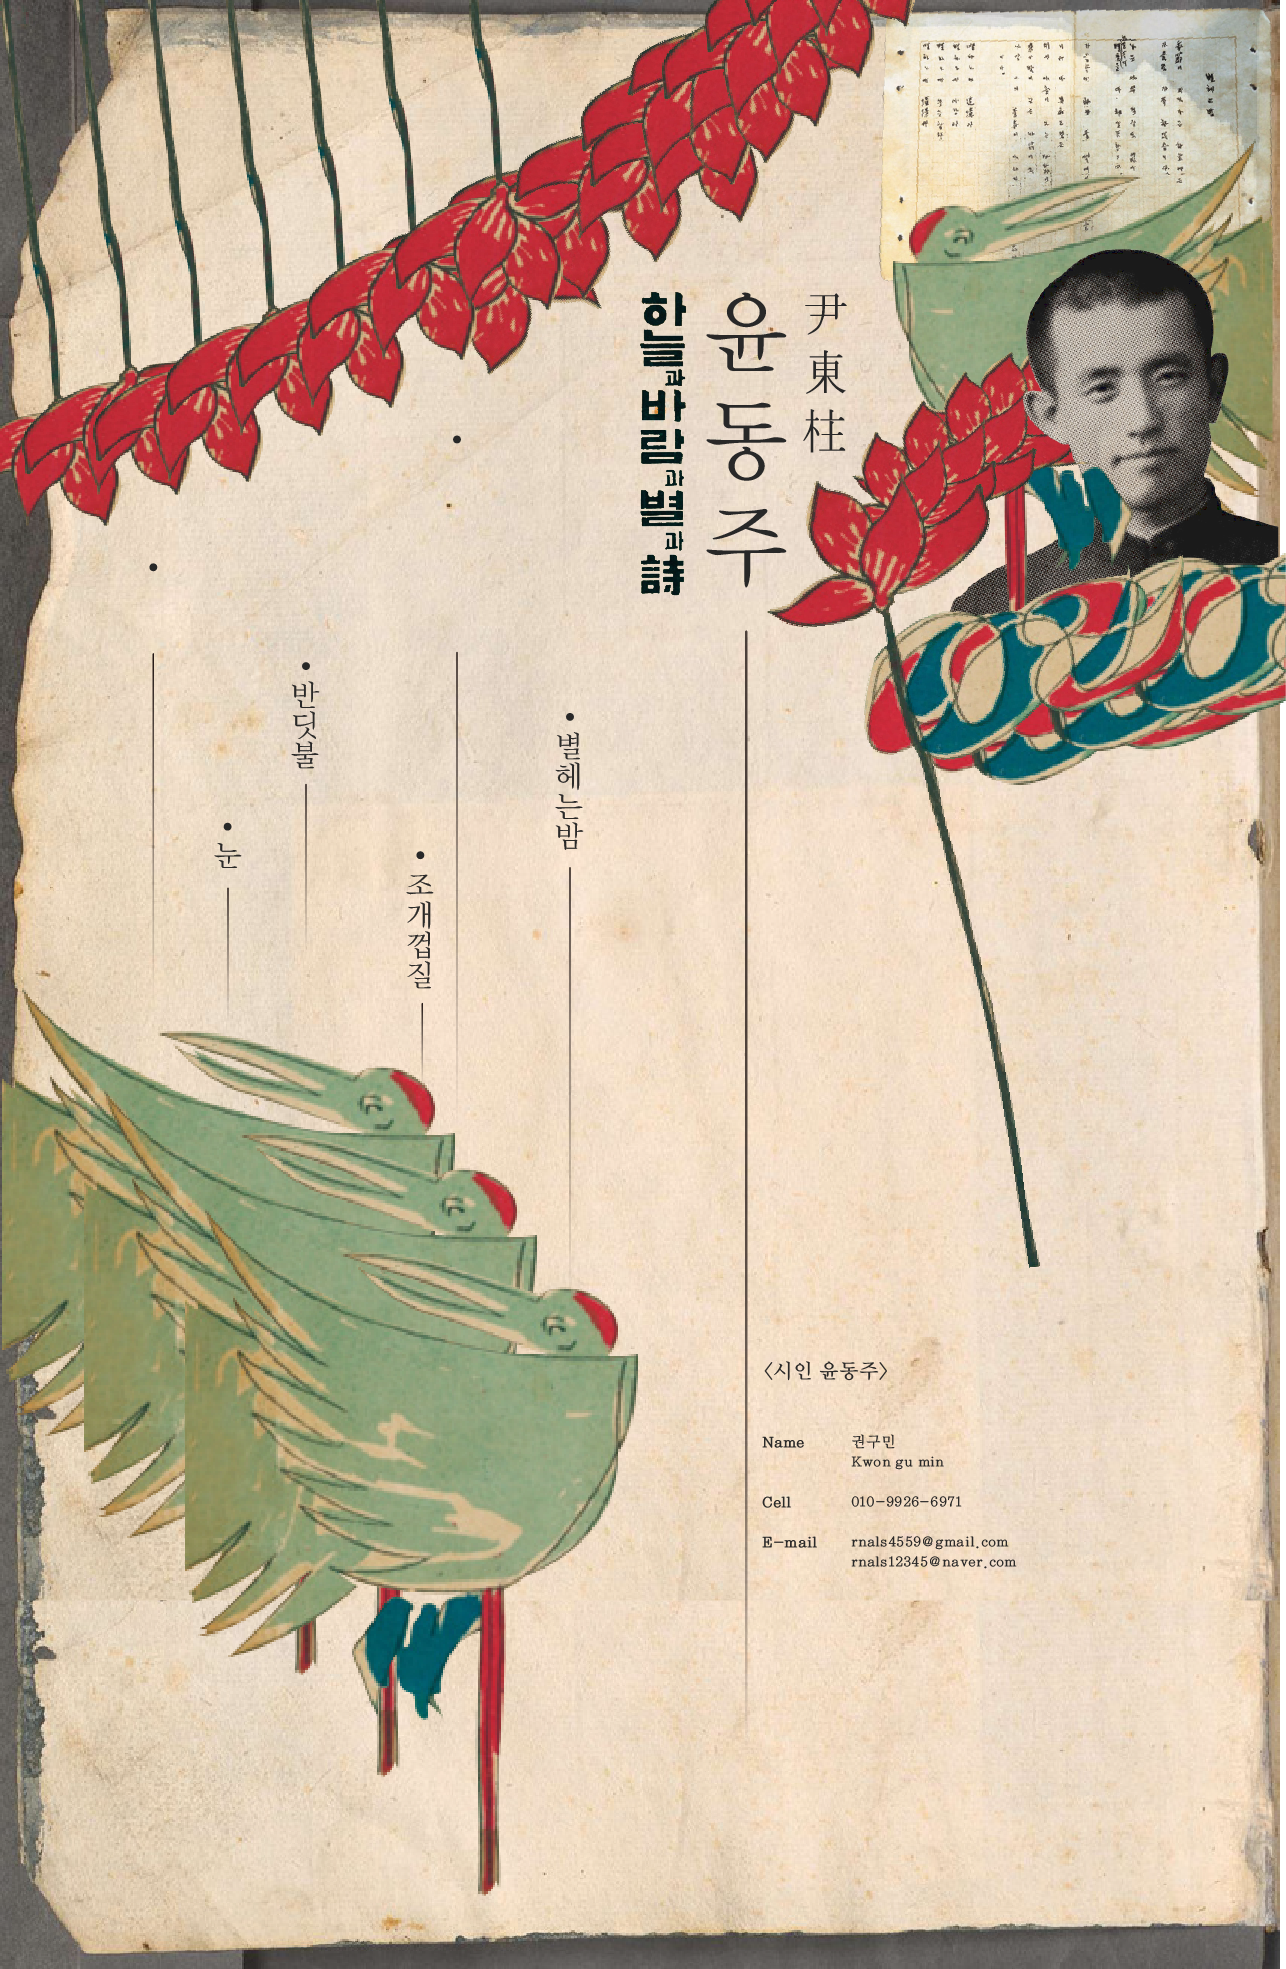 尹東柱
윤동주
하늘과바람과별과詩
별헤는밤
조개껍질
반딧불
눈
〈시인 윤동주〉
Name 권구민
Kwon gu min
Cell 010-9926-6971
E-mail rnals4559@gmail.com
rnals12345@naver.com